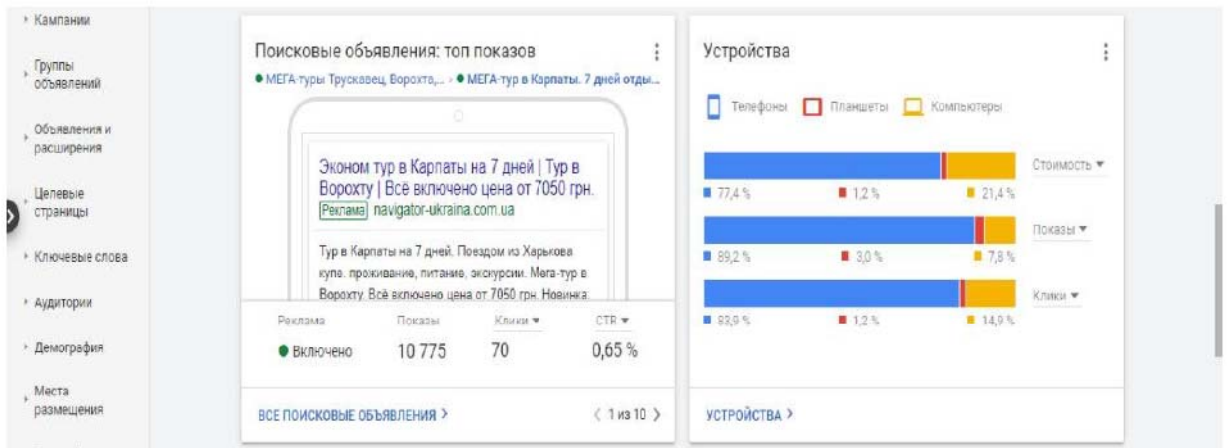 Кампании
Группы
объявлений
Объявления и
расширения
Целевые
страницы
Ключевые слова
Аудитории
Демография
Места
размещения
Поисковые объявления: топ показов
МЕГА-туры Трускавец, Ворохта,... › МЕГА-тур в Карпаты. 7 дней отды...
Эконом тур в Карпаты на 7 дней | Тур в
Ворохту | Всё включено цена от 7050 грн.
Реклама navigator-ukraina.com.ua
Тур в Карпаты на 7 дней. Поездом из Харькова
купе. проживание, питание, экскурсии. Мега-тур в
Ворохту. Всё включено цена от 7050 грн. Новинка:
Реклама Показы Клики CTR
Включено 10 775 70 0,65 %
ВСЕ ПОИСКОВЫЕ ОБЪЯВЛЕНИЯ > < 1 из 10 >
Устройства
Телефоны Планшеты Компьютеры
Стоимость
77,4 % 1,2 % 21,4 %
Показы
89,2 % 3,0 % 7,8 %
Клики
83,9 % 1,2 % 14,9 %
УСТРОЙСТВА >